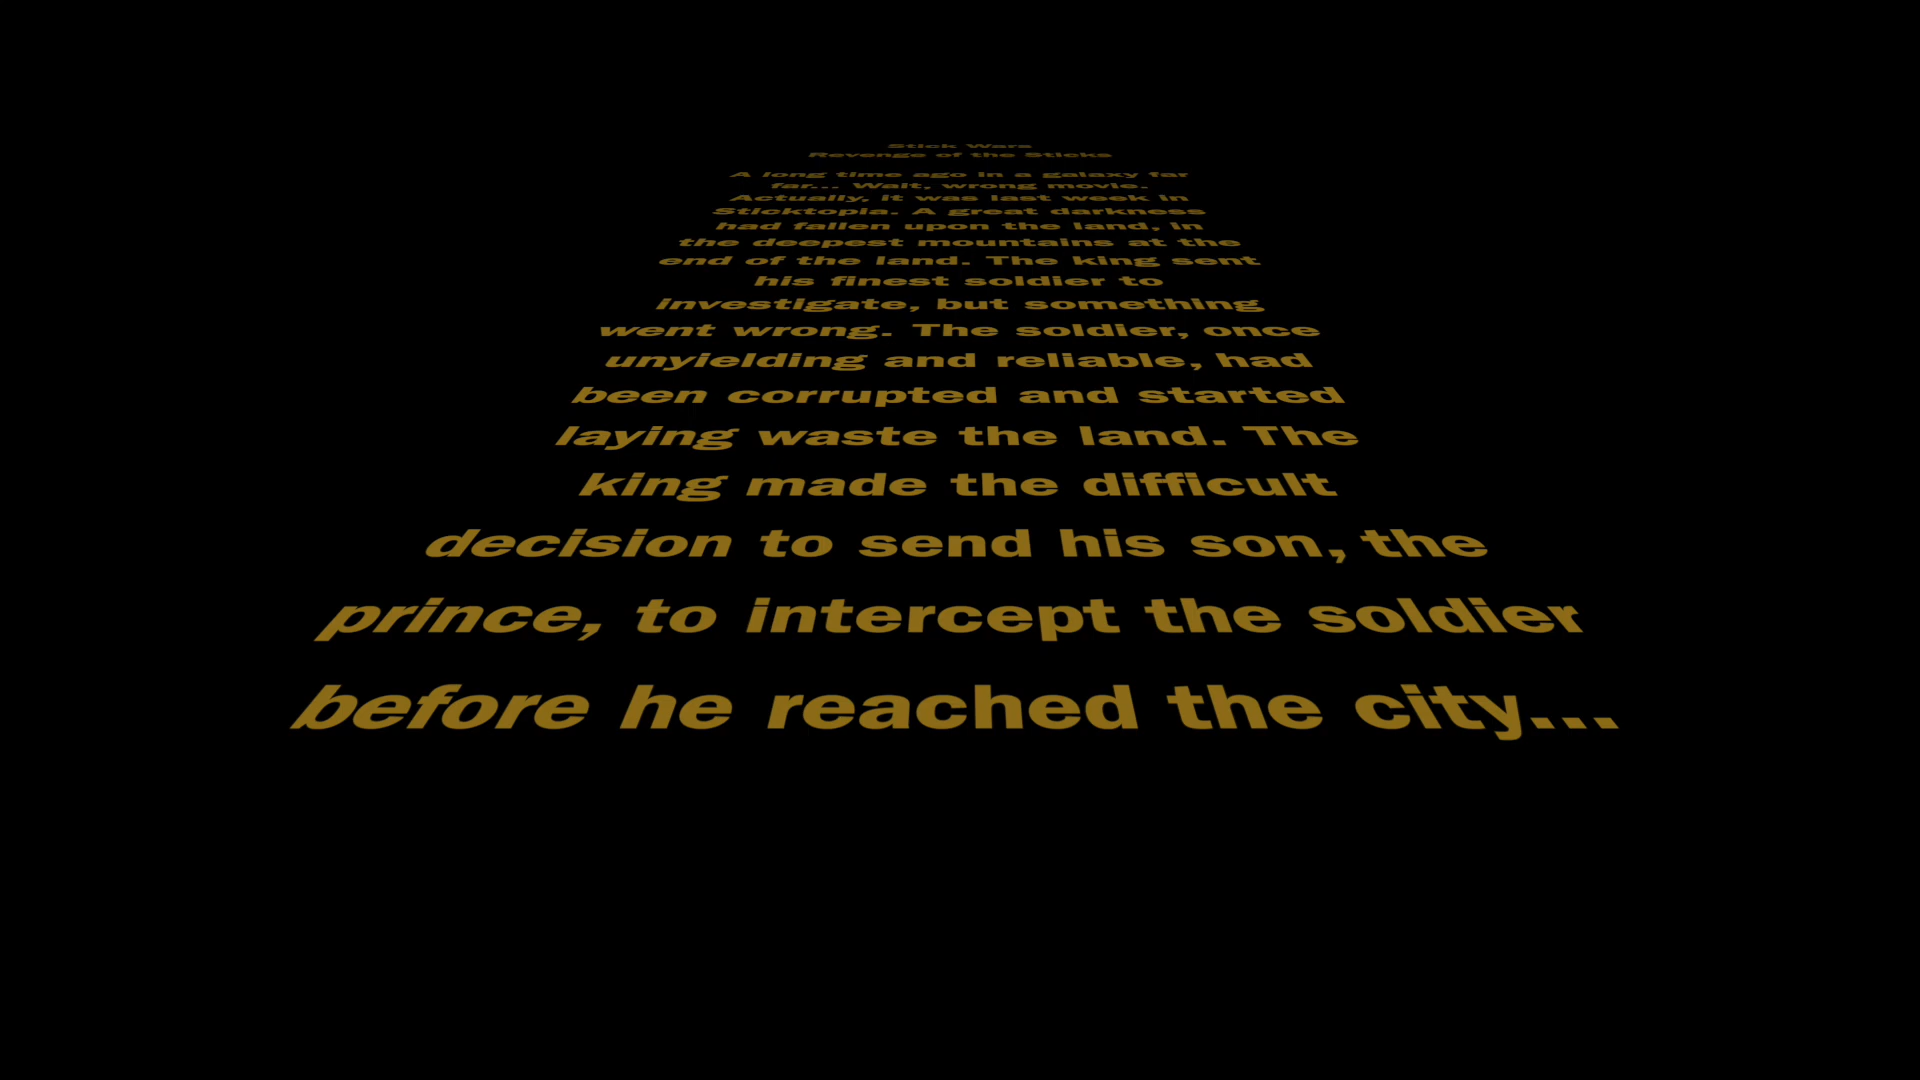 Stick Wars
Revenge of the Sticks
A long time ago in a galaxy far
far... Wait, wrong movie.
Actually, it was last week in
Sticktopia. A great darkness
had fallen upon the land, in
the deepest mountains at the
end of the land. The king sent
his finest soldier to
investigate, but something
went wrong. The soldier, once
unyielding and reliable, had
been corrupted and started
laying waste the land. The
king made the difficult
decision to send his son, the
prince, to intercept the soldier
before he reached the city...